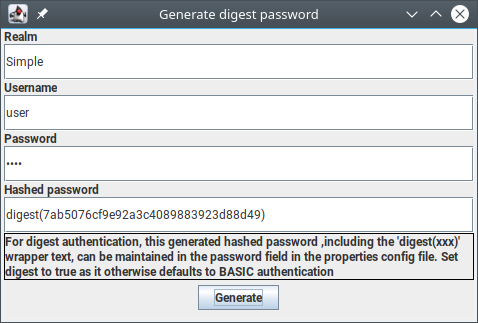 Generate digest password
Realm
Simple
Username
user
Password
••••
Hashed password
digest(7ab5076cf9e92a3c4089883923d88d49)
For digest authentication, this generated hashed password ,including the 'digest(xxx)'
wrapper text, can be maintained in the password field in the properties config file. Set
digest to true as it otherwise defaults to BASIC authentication
Generate